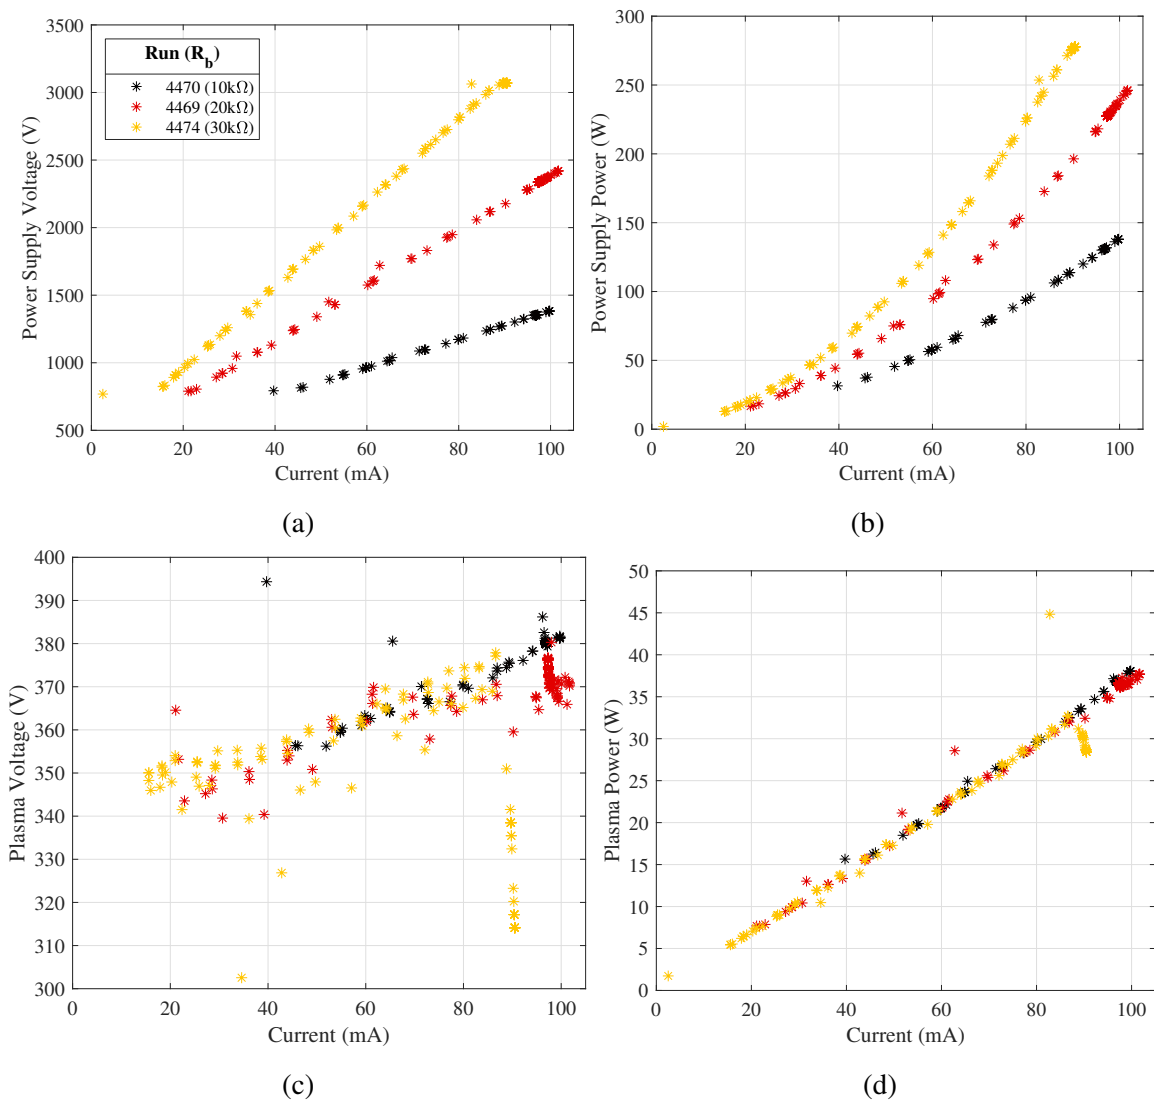 3500
3000
2500
2000
1500
1000
500
0 20 40 60 80 100
Power Supply Voltage (V)
Current (mA)
Run (R_b)
4470 (10kΩ)
4469 (20kΩ)
4474 (30kΩ)
(a)
300
250
200
150
100
50
0
0 20 40 60 80 100
Power Supply Power (W)
Current (mA)
(b)
400
390
380
370
360
350
340
330
320
310
300
0 20 40 60 80 100
Plasma Voltage (V)
Current (mA)
(c)
50
45
40
35
30
25
20
15
10
5
0
0 20 40 60 80 100
Plasma Power (W)
Current (mA)
(d)